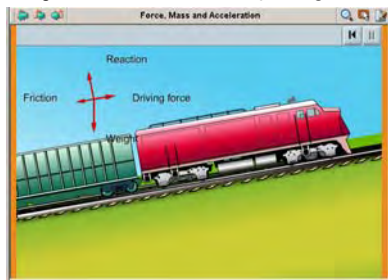 Force, Mass and Acceleration
Reaction
Friction
Driving force
Weight